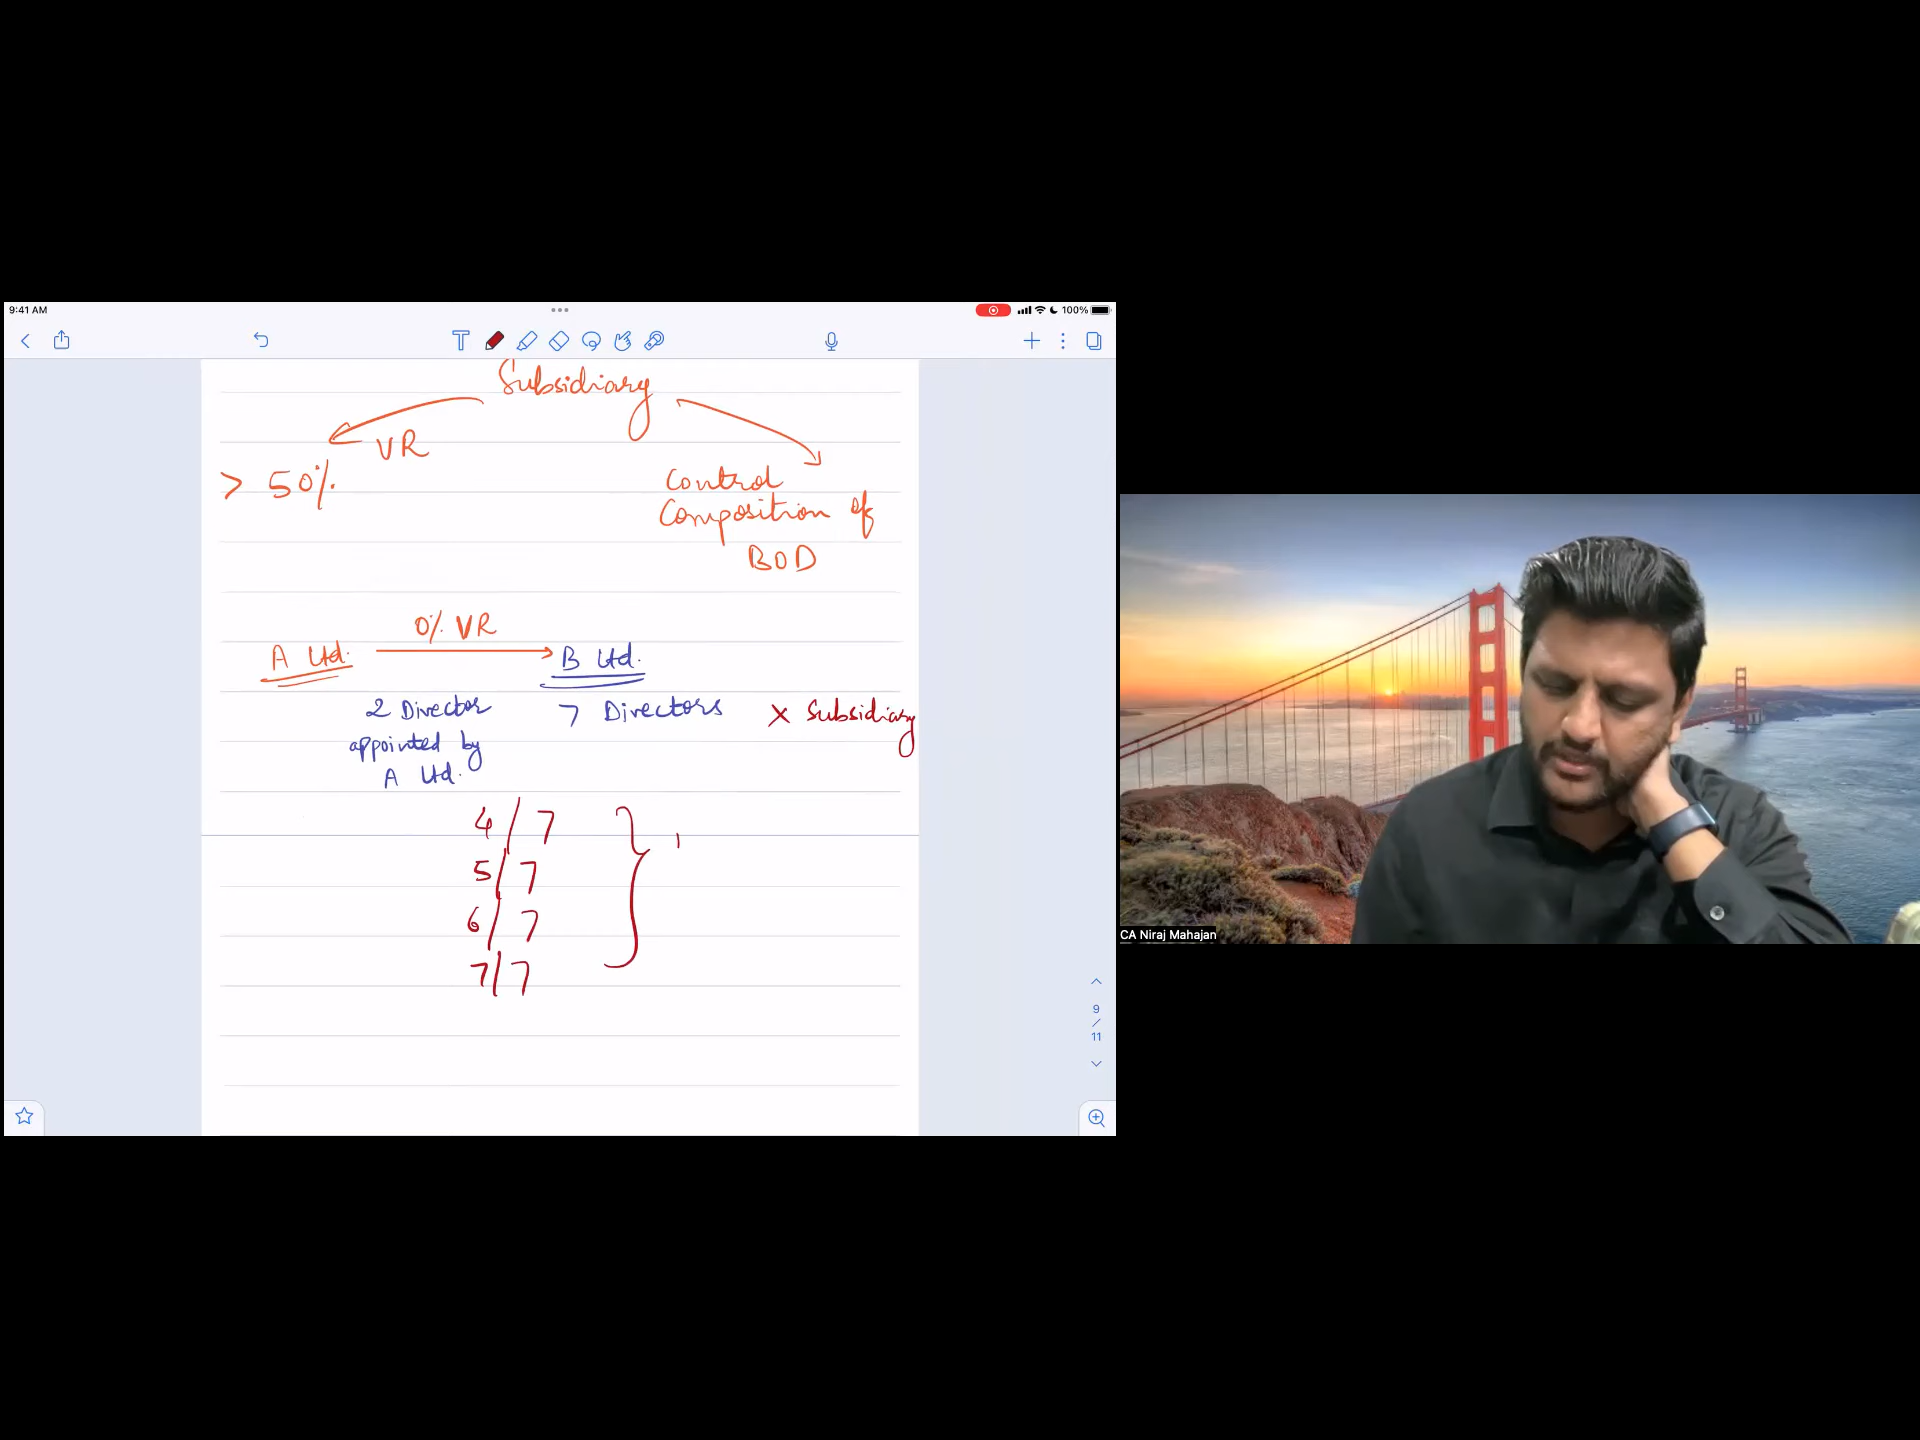 9:41 AM
100%
Subsidiary
VR
> 50%
Control
Composition of
BOD
0% VR
A Ltd.
B Ltd.
2 Director
appointed by
A Ltd.
7 Directors
X Subsidiary
4/7
5/7
6/7
7/7
9
/
11
CA Niraj Mahajan